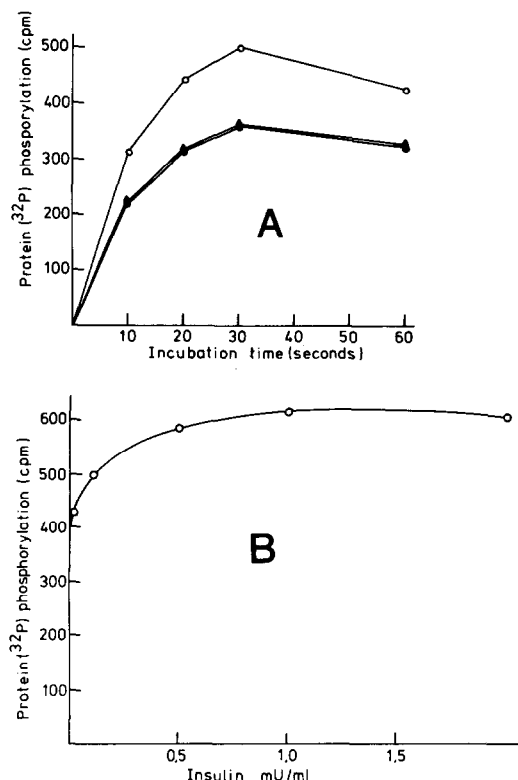 Protein (32P) phosporylation (cpm)
500
400
300
200
100
A
10 20 30 40 50 60
Incubation time (seconds)
Protein (32P) phosphorylation (cpm)
600
500
400
300
200
100
B
0,5 1,0 1,5
Insulin mU/ml